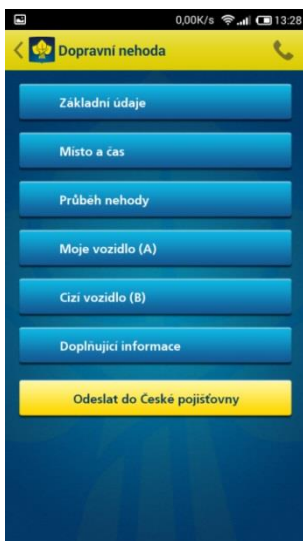 0,00K/s 13:28
Dopravní nehoda
Základní údaje
Místo a čas
Průběh nehody
Moje vozidlo (A)
Cizí vozidlo (B)
Doplňující informace
Odeslat do České pojišťovny